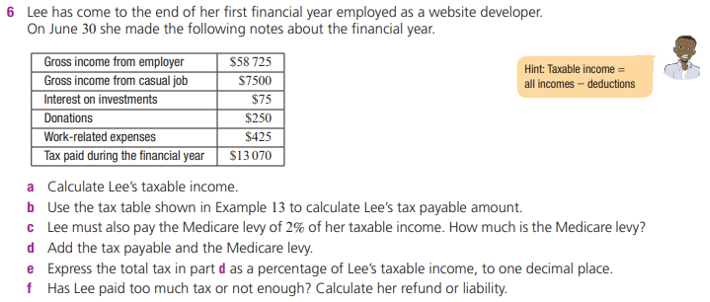 6 Lee has come to the end of her first financial year employed as a website developer.
On June 30 she made the following notes about the financial year.
Gross income from employer $58 725
Gross income from casual job $7500
Interest on investments $75
Donations $250
Work-related expenses $425
Tax paid during the financial year $13 070
Hint: Taxable income =
all incomes − deductions
a Calculate Lee's taxable income.
b Use the tax table shown in Example 13 to calculate Lee's tax payable amount.
c Lee must also pay the Medicare levy of 2% of her taxable income. How much is the Medicare levy?
d Add the tax payable and the Medicare levy.
e Express the total tax in part d as a percentage of Lee's taxable income, to one decimal place.
f Has Lee paid too much tax or not enough? Calculate her refund or liability.